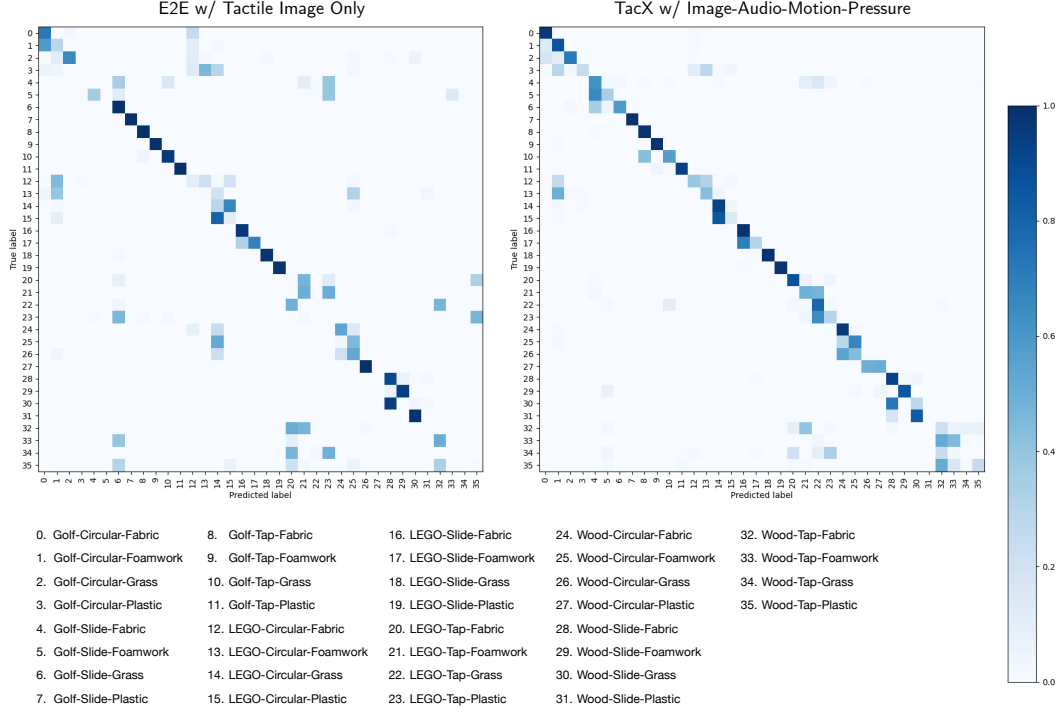 E2E w/ Tactile Image Only
TacX w/ Image-Audio-Motion-Pressure
True label
0
1
2
3
4
5
6
7
8
9
10
11
12
13
14
15
16
17
18
19
20
21
22
23
24
25
26
27
28
29
30
31
32
33
34
35
0 1 2 3 4 5 6 7 8 9 10 11 12 13 14 15 16 17 18 19 20 21 22 23 24 25 26 27 28 29 30 31 32 33 34 35
Predicted label
True label
0
1
2
3
4
5
6
7
8
9
10
11
12
13
14
15
16
17
18
19
20
21
22
23
24
25
26
27
28
29
30
31
32
33
34
35
0 1 2 3 4 5 6 7 8 9 10 11 12 13 14 15 16 17 18 19 20 21 22 23 24 25 26 27 28 29 30 31 32 33 34 35
Predicted label
1.0
0.8
0.6
0.4
0.2
0.0
0. Golf-Circular-Fabric
1. Golf-Circular-Foamwork
2. Golf-Circular-Grass
3. Golf-Circular-Plastic
4. Golf-Slide-Fabric
5. Golf-Slide-Foamwork
6. Golf-Slide-Grass
7. Golf-Slide-Plastic
8. Golf-Tap-Fabric
9. Golf-Tap-Foamwork
10. Golf-Tap-Grass
11. Golf-Tap-Plastic
12. LEGO-Circular-Fabric
13. LEGO-Circular-Foamwork
14. LEGO-Circular-Grass
15. LEGO-Circular-Plastic
16. LEGO-Slide-Fabric
17. LEGO-Slide-Foamwork
18. LEGO-Slide-Grass
19. LEGO-Slide-Plastic
20. LEGO-Tap-Fabric
21. LEGO-Tap-Foamwork
22. LEGO-Tap-Grass
23. LEGO-Tap-Plastic
24. Wood-Circular-Fabric
25. Wood-Circular-Foamwork
26. Wood-Circular-Grass
27. Wood-Circular-Plastic
28. Wood-Slide-Fabric
29. Wood-Slide-Foamwork
30. Wood-Slide-Grass
31. Wood-Slide-Plastic
32. Wood-Tap-Fabric
33. Wood-Tap-Foamwork
34. Wood-Tap-Grass
35. Wood-Tap-Plastic